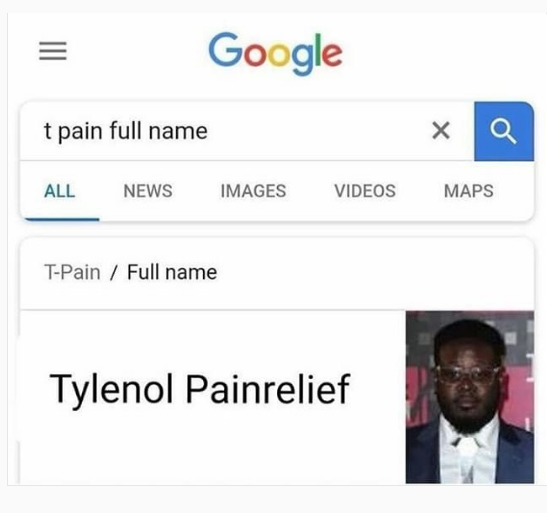 Google
t pain full name
ALL NEWS IMAGES VIDEOS MAPS
T-Pain / Full name
Tylenol Painrelief